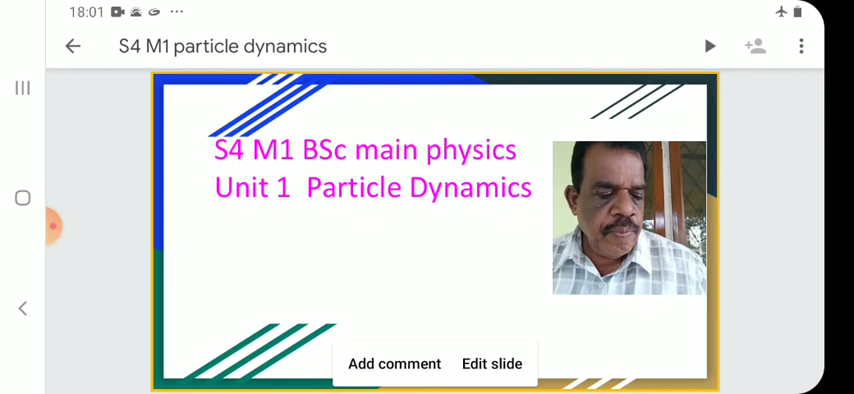 18:01
S4 M1 particle dynamics
S4 M1 BSc main physics
Unit 1 Particle Dynamics
Add comment Edit slide